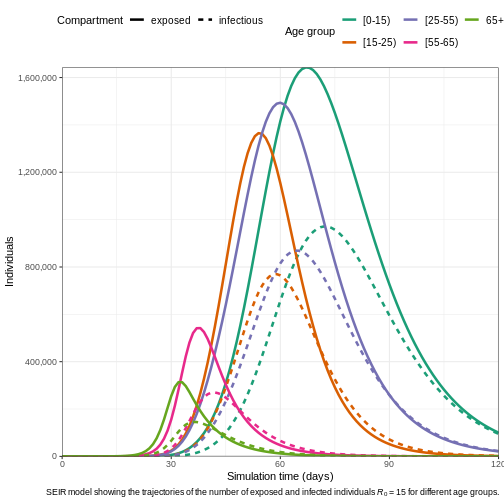 Compartment exposed infectious Age group [0-15) [25-55) 65+
[15-25) [55-65)
Individuals
1,600,000
1,200,000
800,000
400,000
0
0 30 60 90 120
Simulation time (days)
SEIR model showing the trajectories of the number of exposed and infected individuals R₀ = 15 for different age groups.